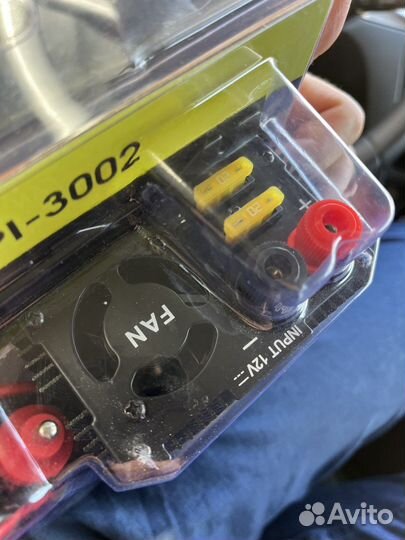 PI-3002
+
FAN
−
INPUT 12V
Avito